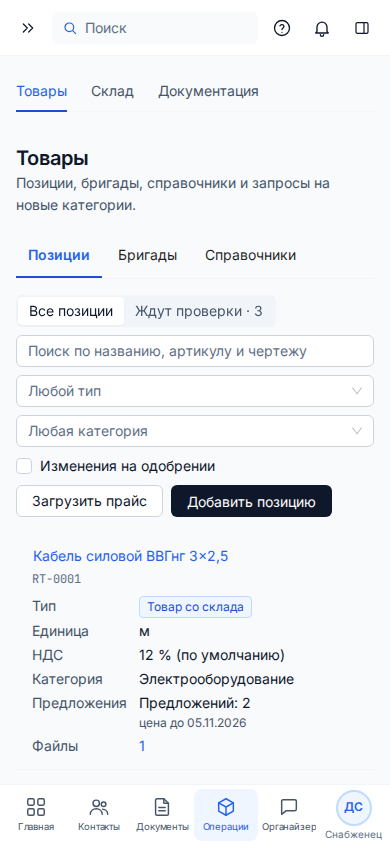 Поиск
Товары Склад Документация
Товары
Позиции, бригады, справочники и запросы на
новые категории.
Позиции Бригады Справочники
Все позиции Ждут проверки · 3
Поиск по названию, артикулу и чертежу
Любой тип
Любая категория
Изменения на одобрении
Загрузить прайс Добавить позицию
Кабель силовой ВВГнг 3×2,5
RT-0001
Тип Товар со склада
Единица м
НДС 12 % (по умолчанию)
Категория Электрооборудование
Предложения Предложений: 2
цена до 05.11.2026
Файлы 1
ДС
Главная Контакты Документы Операции Органайзер Снабженец